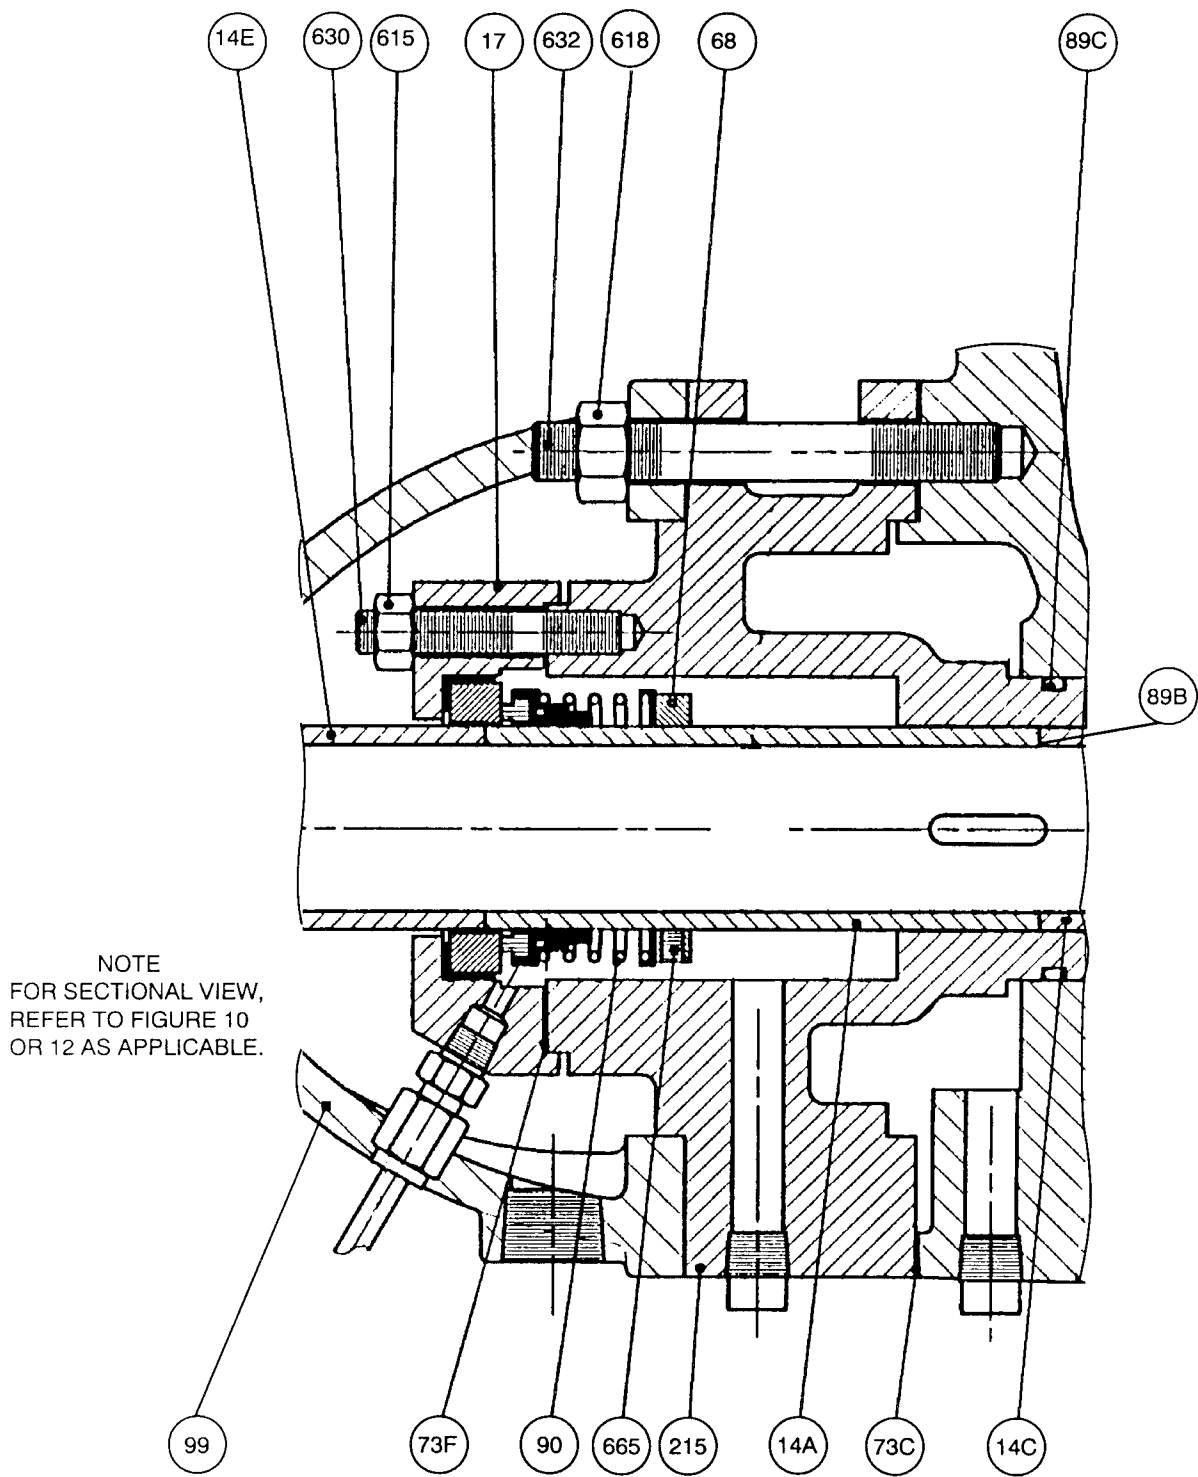 14E
630
615
17
632
618
68
89C
89B
NOTE
FOR SECTIONAL VIEW,
REFER TO FIGURE 10
OR 12 AS APPLICABLE.
99
73F
90
665
215
14A
73C
14C